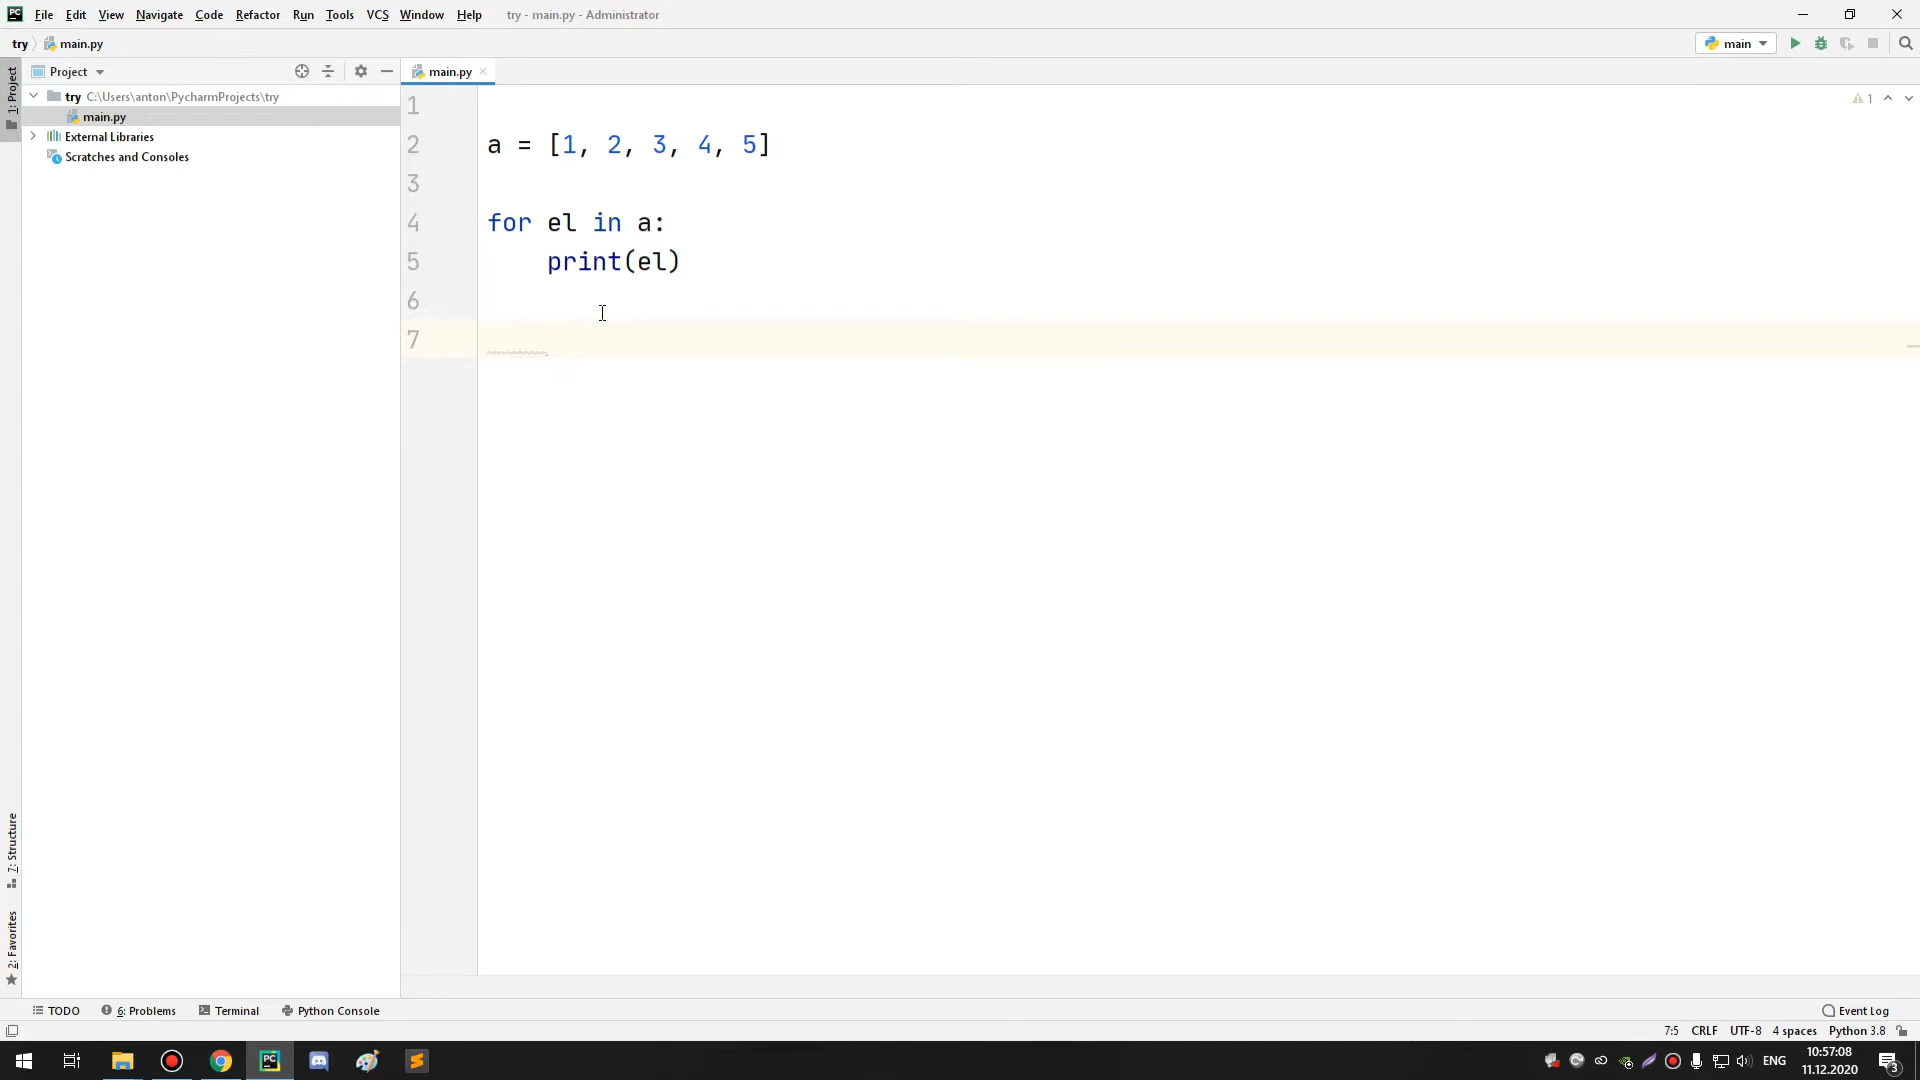 PC File Edit View Navigate Code Refactor Run Tools VCS Window Help try - main.py - Administrator
try main.py main
Project main.py
1: Project
try C:\Users\anton\PycharmProjects\try
main.py
External Libraries
Scratches and Consoles
1
2 a = [1, 2, 3, 4, 5]
3
4 for el in a:
5 print(el)
6
7
1
7: Structure
2: Favorites
TODO 6: Problems Terminal Python Console Event Log
7:5 CRLF UTF-8 4 spaces Python 3.8
PC ENG 10:57:08
11.12.2020 3